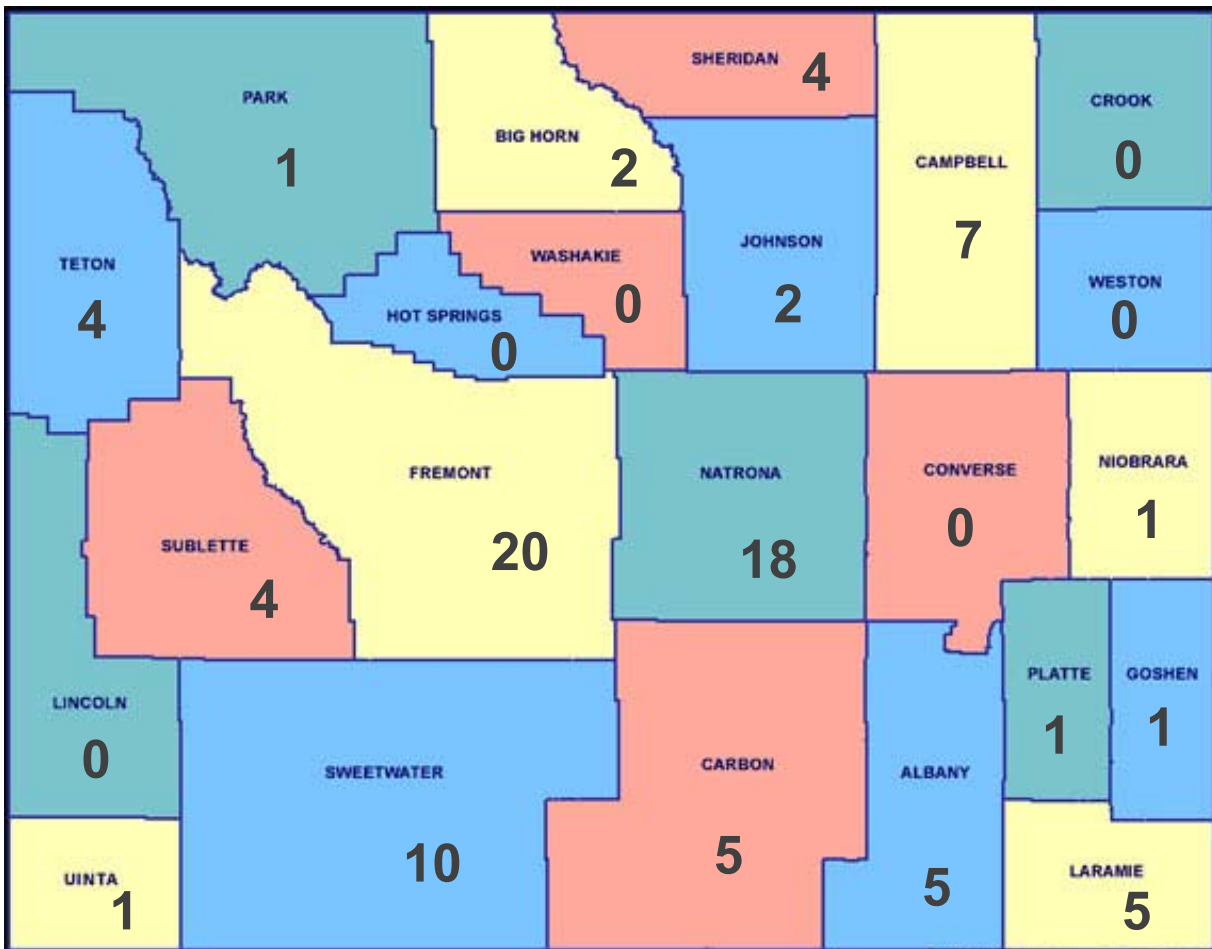 PARK
1
BIG HORN
2
SHERIDAN
4
CAMPBELL
7
CROOK
0
TETON
4
HOT SPRINGS
0
WASHAKIE
0
JOHNSON
2
WESTON
0
SUBLETTE
4
FREMONT
20
NATRONA
18
CONVERSE
0
NIOBRARA
1
LINCOLN
0
SWEETWATER
10
CARBON
5
ALBANY
5
PLATTE
1
GOSHEN
1
UINTA
1
LARAMIE
5